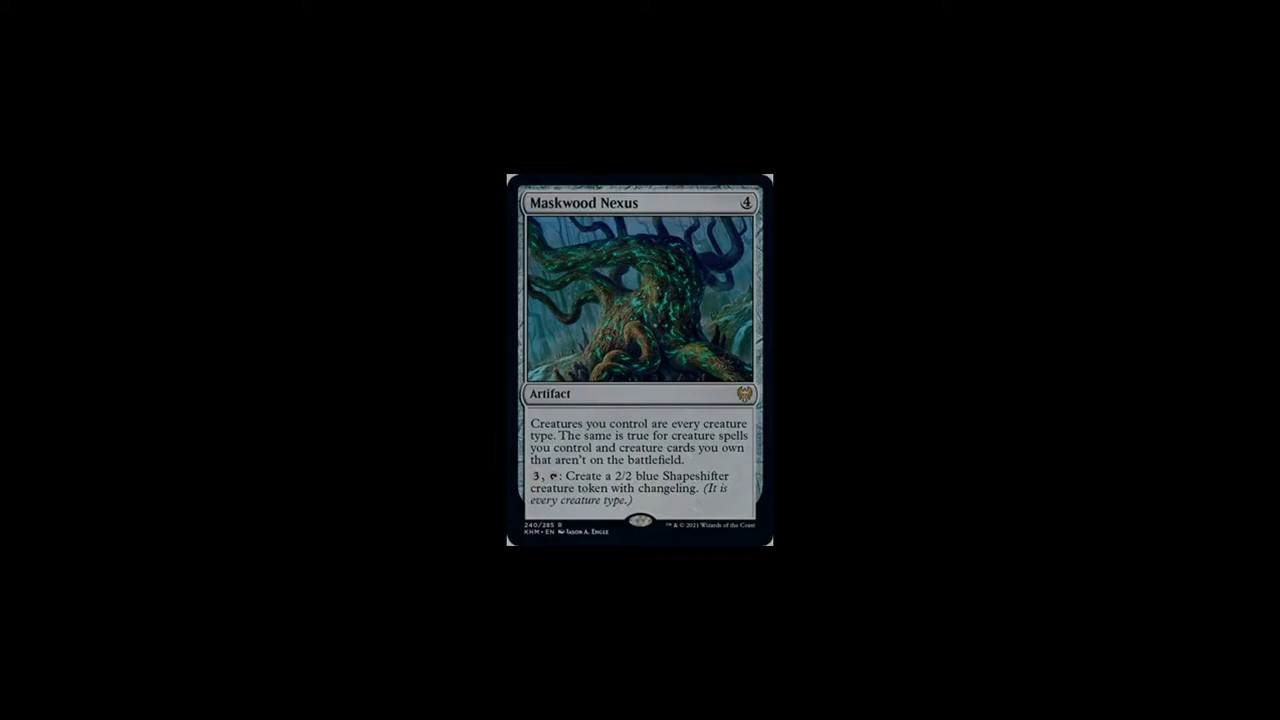 Maskwood Nexus 4
Artifact
Creatures you control are every creature
type. The same is true for creature spells
you control and creature cards you own
that aren't on the battlefield.
3, : Create a 2/2 blue Shapeshifter
creature token with changeling. (It is
every creature type.)
240/285 R
KHM • EN Jason A. Engle
™ & © 2021 Wizards of the Coast